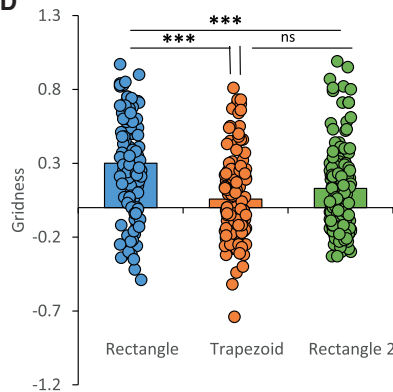 D
1.3
***
***
ns
0.8
0.3
Gridness
-0.2
-0.7
Rectangle Trapezoid Rectangle 2
-1.2